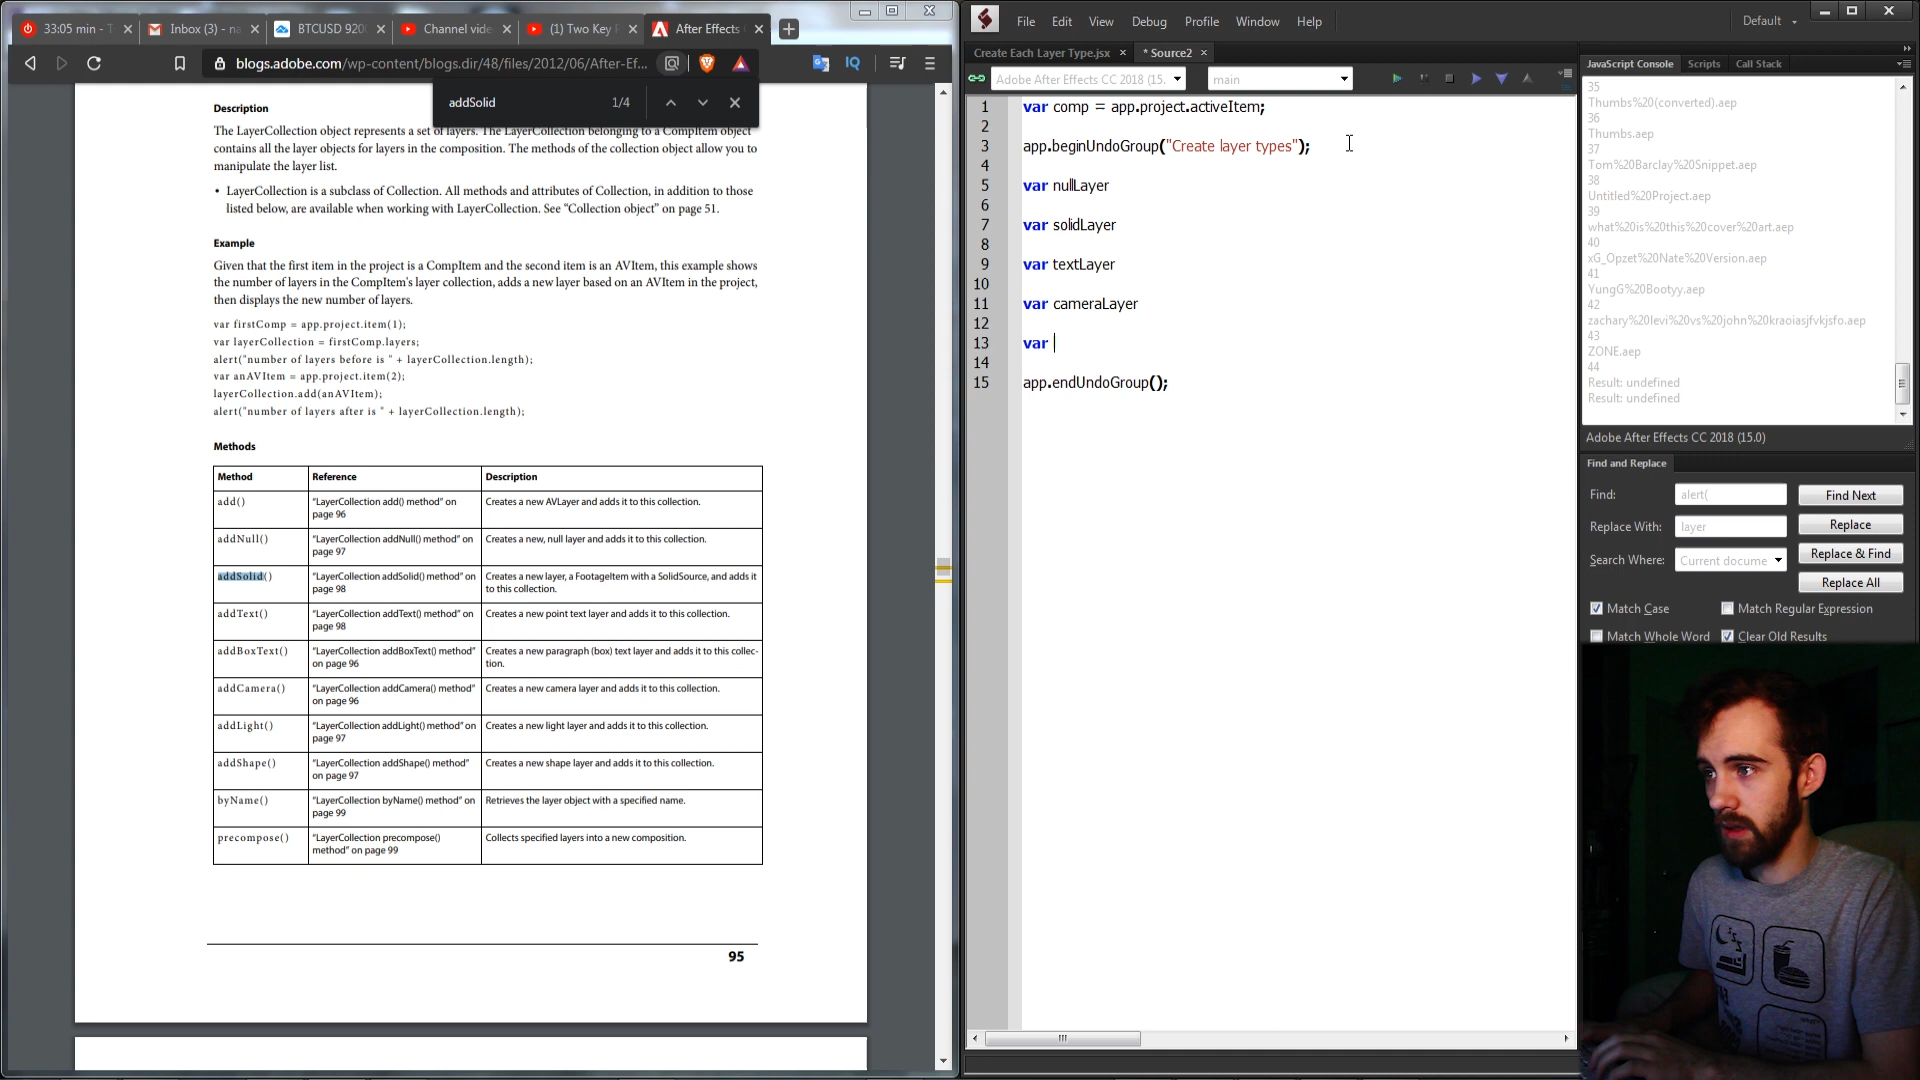 33:05 min - T
Inbox (3) - na
BTCUSD 920
Channel vide
(1) Two Key
After Effects
blogs.adobe.com/wp-content/blogs.dir/48/files/2012/06/After-Ef...
addSolid
1/4
Description
The LayerCollection object represents a set of layers. The LayerCollection belonging to a CompItem object
contains all the layer objects for layers in the composition. The methods of the collection object allow you to
manipulate the layer list.
• LayerCollection is a subclass of Collection. All methods and attributes of Collection, in addition to those
listed below, are available when working with LayerCollection. See “Collection object” on page 51.
Example
Given that the first item in the project is a CompItem and the second item is an AVItem, this example shows
the number of layers in the CompItem's layer collection, adds a new layer based on an AVItem in the project,
then displays the new number of layers.
var firstComp = app.project.item(1);
var layerCollection = firstComp.layers;
alert("number of layers before is " + layerCollection.length);
var anAVItem = app.project.item(2);
layerCollection.add(anAVItem);
alert("number of layers after is " + layerCollection.length);
Methods
Method Reference Description
add() “LayerCollection add() method” on page 96 Creates a new AVLayer and adds it to this collection.
addNull() “LayerCollection addNull() method” on page 97 Creates a new, null layer and adds it to this collection.
addSolid() “LayerCollection addSolid() method” on page 98 Creates a new layer, a FootageItem with a SolidSource, and adds it to this collection.
addText() “LayerCollection addText() method” on page 98 Creates a new point text layer and adds it to this collection.
addBoxText() “LayerCollection addBoxText() method” on page 96 Creates a new paragraph (box) text layer and adds it to this collec-tion.
addCamera() “LayerCollection addCamera() method” on page 96 Creates a new camera layer and adds it to this collection.
addLight() “LayerCollection addLight() method” on page 97 Creates a new light layer and adds it to this collection.
addShape() “LayerCollection addShape() method” on page 97 Creates a new shape layer and adds it to this collection.
byName() “LayerCollection byName() method” on page 99 Retrieves the layer object with a specified name.
precompose() “LayerCollection precompose() method” on page 99 Collects specified layers into a new composition.
95
File Edit View Debug Profile Window Help
Default
Create Each Layer Type.jsx
* Source2
Adobe After Effects CC 2018 (15.
main
1 var comp = app.project.activeItem;
2
3 app.beginUndoGroup("Create layer types");
4
5 var nullLayer
6
7 var solidLayer
8
9 var textLayer
10
11 var cameraLayer
12
13 var
14
15 app.endUndoGroup();
JavaScript Console Scripts Call Stack
35
Thumbs%20(converted).aep
36
Thumbs.aep
37
Tom%20Barclay%20Snippet.aep
38
Untitled%20Project.aep
39
what%20is%20this%20cover%20art.aep
40
xG_Opzet%20Nate%20Version.aep
41
YungG%20Bootyy.aep
42
zachary%20levi%20vs%20john%20kraoiasjfvkjsfo.aep
43
ZONE.aep
44
Result: undefined
Result: undefined
Adobe After Effects CC 2018 (15.0)
Find and Replace
Find: alert( Find Next
Replace With: layer Replace
Replace & Find
Search Where: Current docume
Replace All
Match Case Match Regular Expression
Match Whole Word Clear Old Results